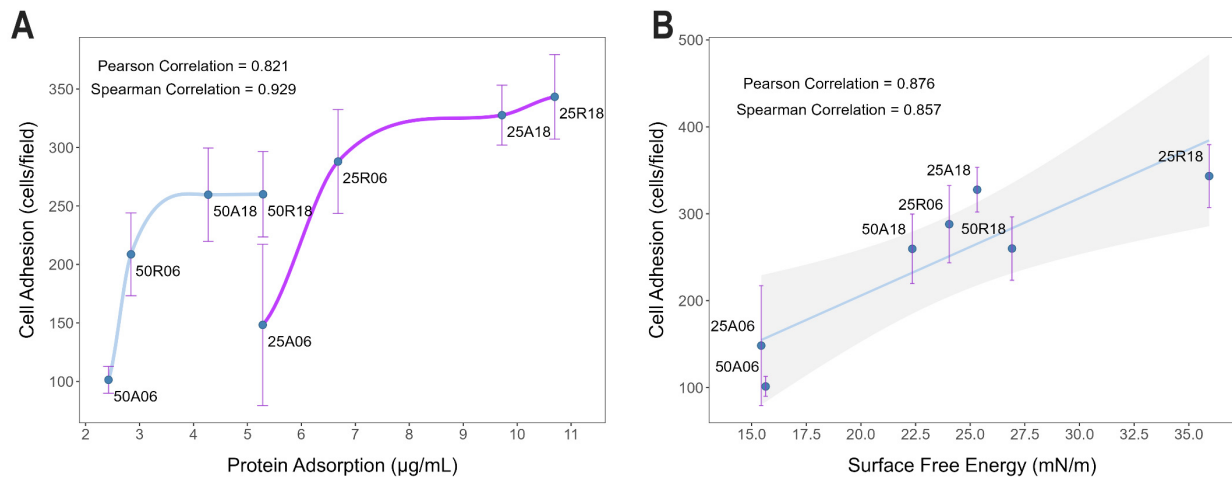 A
Pearson Correlation = 0.821
Spearman Correlation = 0.929
Cell Adhesion (cells/field)
350
300
250
200
150
100
25R18
25A18
25R06
50A18
50R18
50R06
25A06
50A06
2 3 4 5 6 7 8 9 10 11
Protein Adsorption (µg/mL)
B
Pearson Correlation = 0.876
Spearman Correlation = 0.857
Cell Adhesion (cells/field)
500
400
300
200
100
25R18
25A18
25R06
50A18
50R18
25A06
50A06
15.0 17.5 20.0 22.5 25.0 27.5 30.0 32.5 35.0
Surface Free Energy (mN/m)